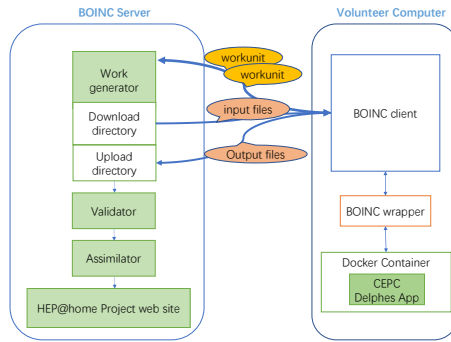 BOINC Server
Volunteer Computer
workunit
workunit
Work
generator
Download
directory
Upload
directory
input files
Output files
Validator
Assimilator
HEP@home Project web site
BOINC client
BOINC wrapper
Docker Container
CEPC
Delphes App